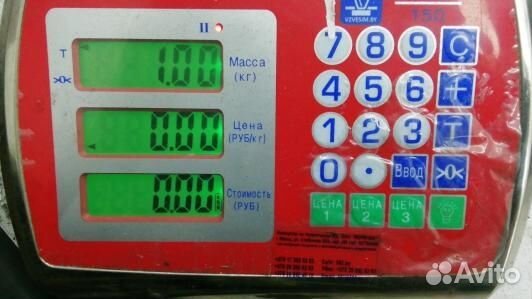 II
VZVESIM.BY
150
T
>0<
1.00
Масса
(кг)
0.00
Цена
(РУБ/кг)
0.00
Стоимость
(РУБ)
7 8 9 C
4 5 6 +
1 2 3 T
0 • Ввод >0<
ЦЕНА 1 ЦЕНА 2 ЦЕНА 3
Avito